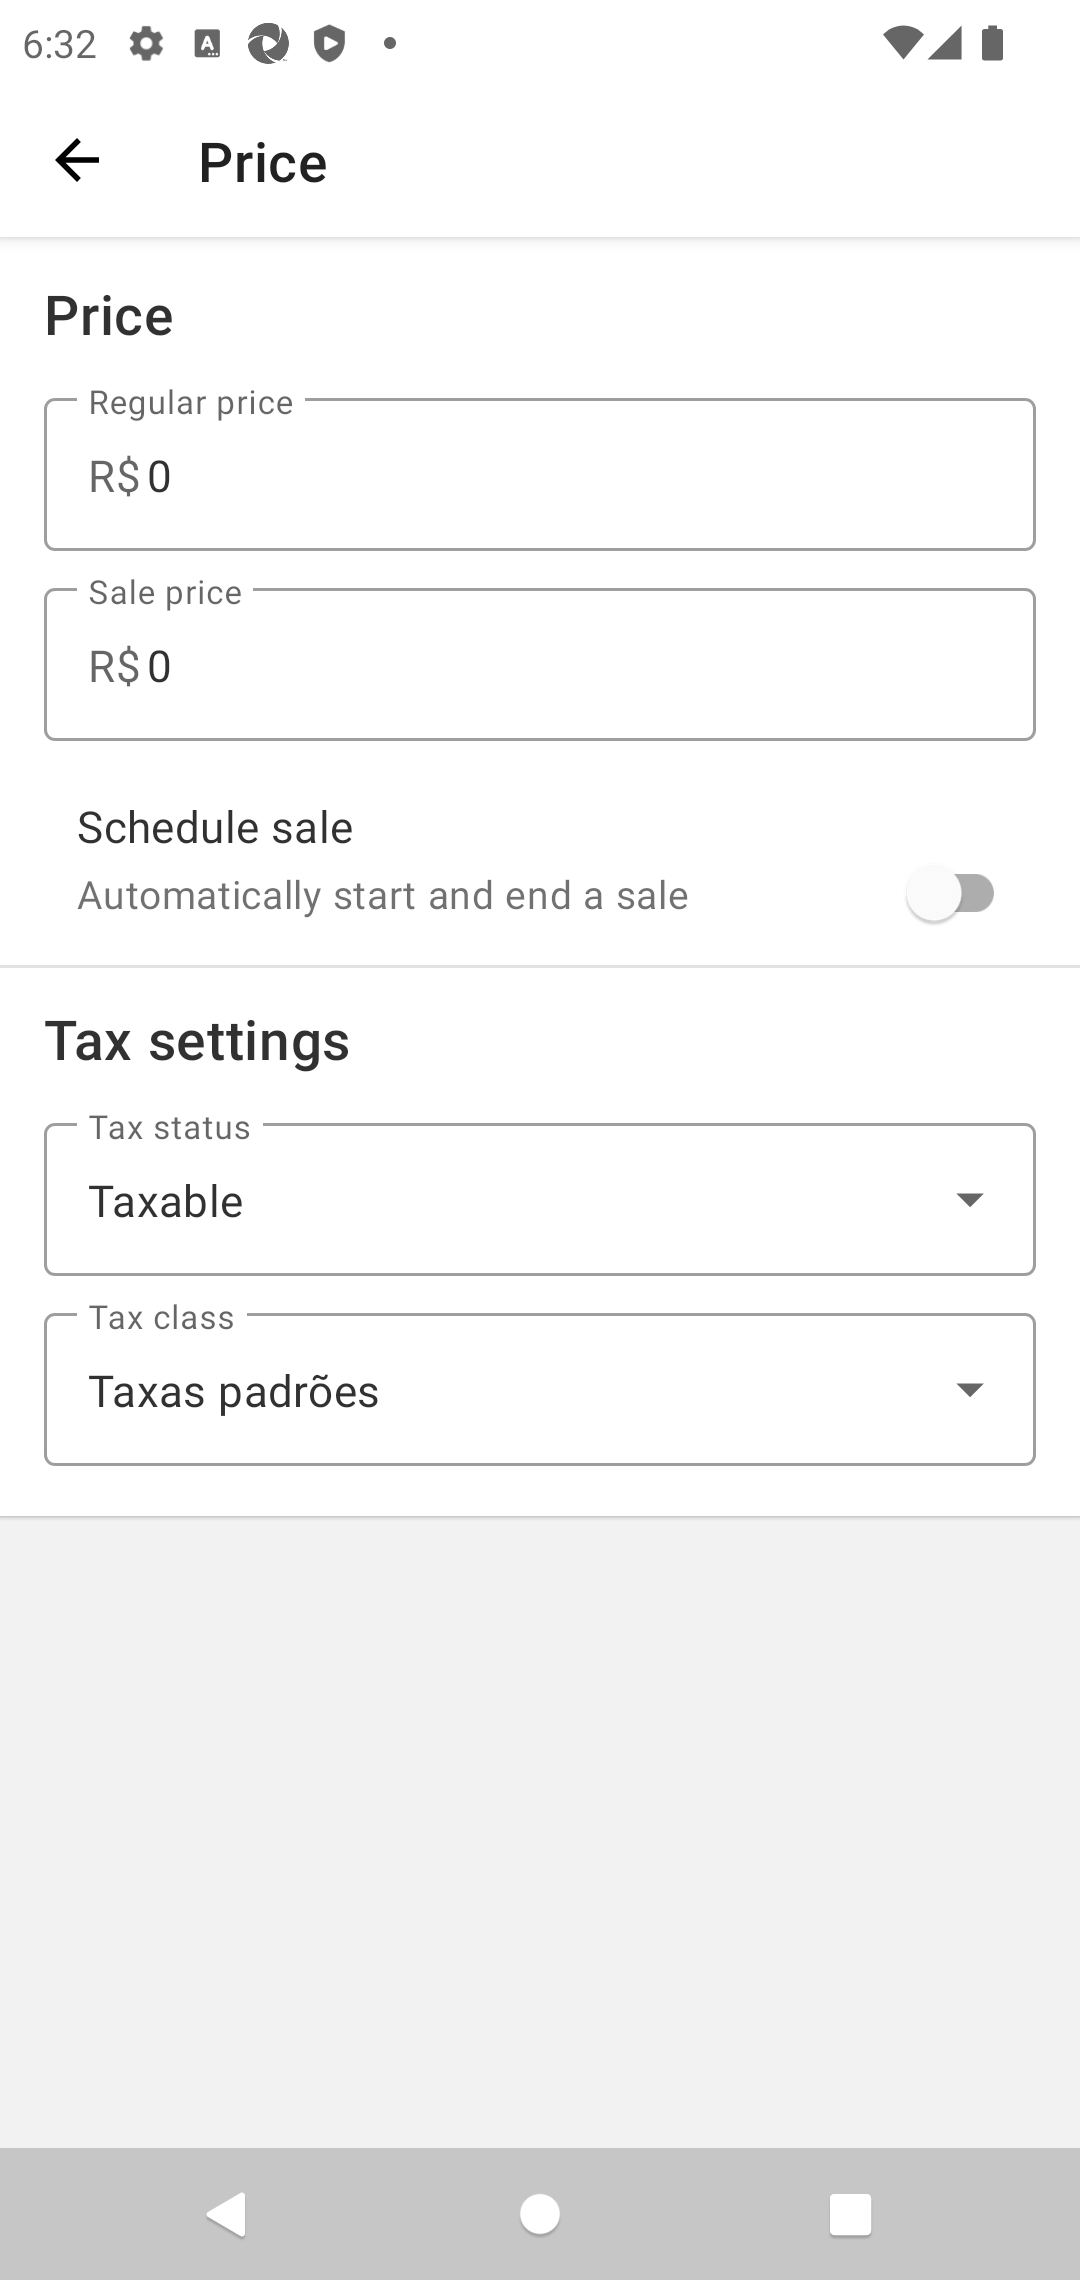 6:32
Price
Price
Regular price
R$ 0
Sale price
R$ 0
Schedule sale
Automatically start and end a sale
Tax settings
Tax status
Taxable
Tax class
Taxas padrões